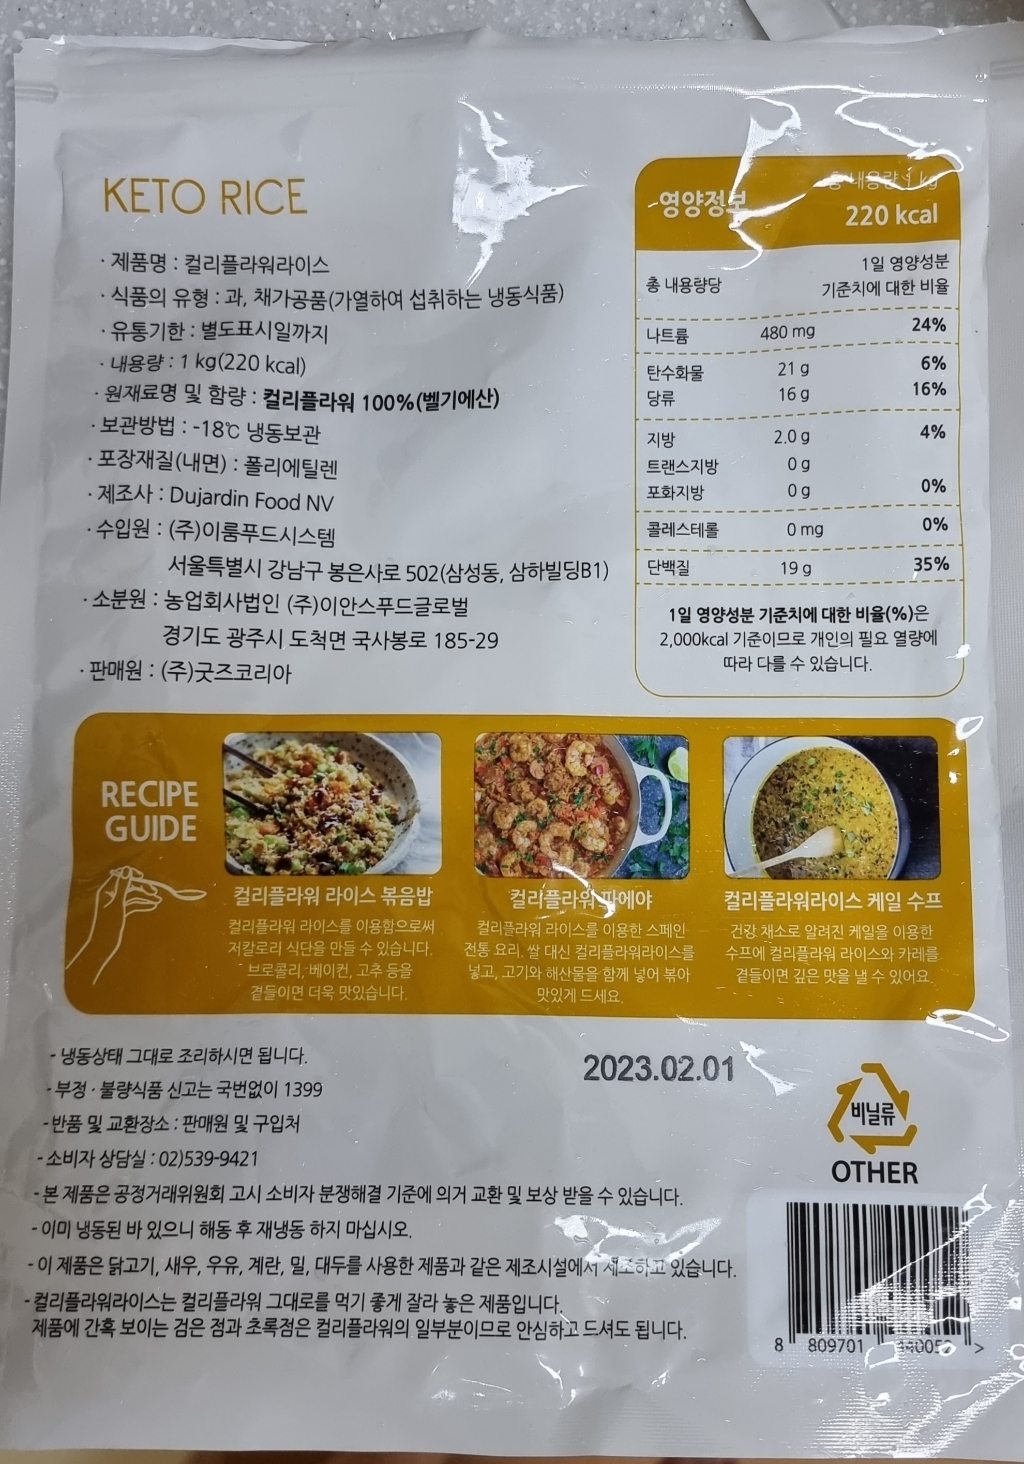 KETO RICE
· 제품명 : 컬리플라워라이스
· 식품의 유형 : 과, 채가공품(가열하여 섭취하는 냉동식품)
· 유통기한 : 별도표시일까지
· 내용량 : 1 kg(220 kcal)
· 원재료명 및 함량 : 컬리플라워 100%(벨기에산)
· 보관방법 : -18℃ 냉동보관
· 포장재질(내면) : 폴리에틸렌
· 제조사 : Dujardin Food NV
· 수입원 : (주)이룸푸드시스템
서울특별시 강남구 봉은사로 502(삼성동, 삼하빌딩B1)
· 소분원 : 농업회사법인 (주)이안스푸드글로벌
경기도 광주시 도척면 국사봉로 185-29
· 판매원 : (주)굿즈코리아
영양정보
총 내용량 1 kg
220 kcal
총 내용량당 1일 영양성분
기준치에 대한 비율
나트륨 480 mg 24%
탄수화물 21 g 6%
당류 16 g 16%
지방 2.0 g 4%
트랜스지방 0 g
포화지방 0 g 0%
콜레스테롤 0 mg 0%
단백질 19 g 35%
1일 영양성분 기준치에 대한 비율(%)은
2,000kcal 기준이므로 개인의 필요 열량에
따라 다를 수 있습니다.
RECIPE
GUIDE
컬리플라워 라이스 볶음밥
컬리플라워 라이스를 이용함으로써
저칼로리 식단을 만들 수 있습니다.
브로콜리, 베이컨, 고추 등을
곁들이면 더욱 맛있습니다.
컬리플라워 파에야
컬리플라워 라이스를 이용한 스페인
전통 요리. 쌀 대신 컬리플라워라이스를
넣고, 고기와 해산물을 함께 넣어 볶아
맛있게 드세요.
컬리플라워라이스 케일 수프
건강 채소로 알려진 케일을 이용한
수프에 컬리플라워 라이스와 카레를
곁들이면 깊은 맛을 낼 수 있어요.
- 냉동상태 그대로 조리하시면 됩니다.
- 부정 · 불량식품 신고는 국번없이 1399
- 반품 및 교환장소 : 판매원 및 구입처
- 소비자 상담실 : 02)539-9421
- 본 제품은 공정거래위원회 고시 소비자 분쟁해결 기준에 의거 교환 및 보상 받을 수 있습니다.
- 이미 냉동된 바 있으니 해동 후 재냉동 하지 마십시오.
- 이 제품은 닭고기, 새우, 우유, 계란, 밀, 대두를 사용한 제품과 같은 제조시설에서 제조하고 있습니다.
- 컬리플라워라이스는 컬리플라워 그대로를 먹기 좋게 잘라 놓은 제품입니다.
제품에 간혹 보이는 검은 점과 초록점은 컬리플라워의 일부분이므로 안심하고 드셔도 됩니다.
2023.02.01
비닐류
OTHER
8 809701 >